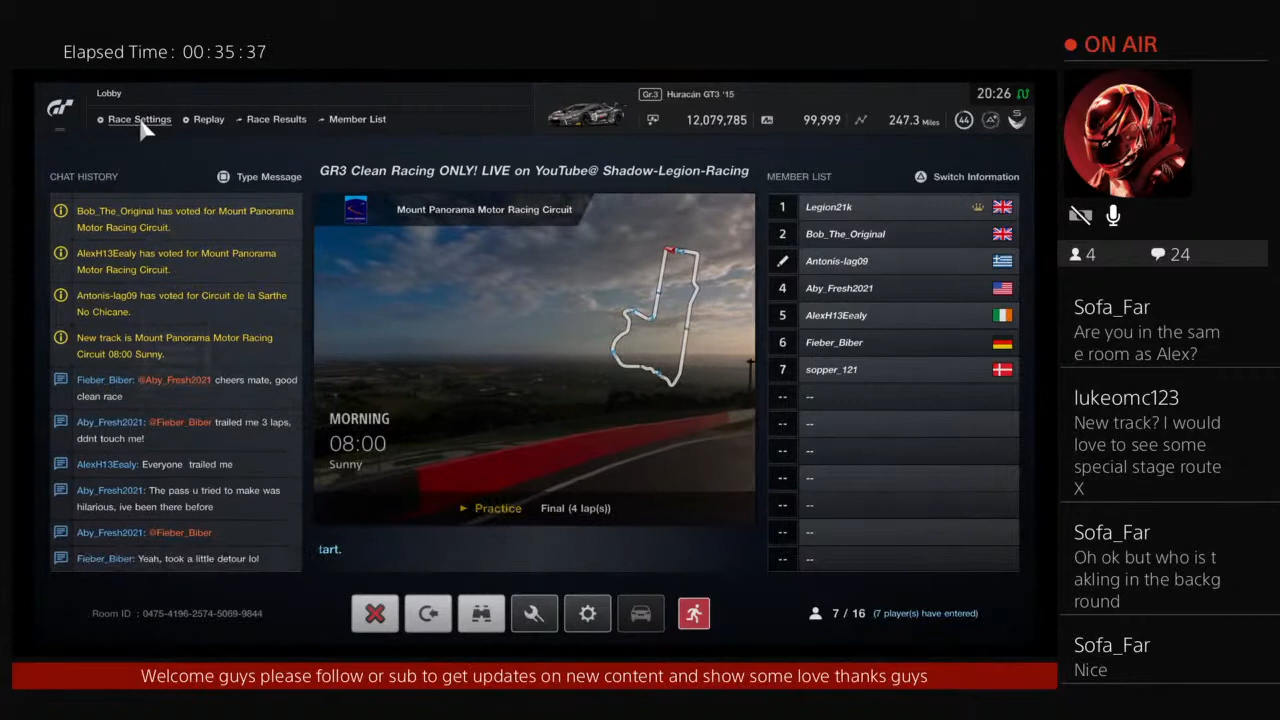 Elapsed Time: 00:35:37
ON AIR
Lobby
Race Settings
Replay
Race Results
Member List
Gr.3 Huracán GT3 '15
12,079,785
99,999
247.3 Miles
44
A+
S
20:26
CHAT HISTORY
Type Message
GR3 Clean Racing ONLY! LIVE on YouTube@ Shadow-Legion-Racing
MEMBER LIST
Switch Information
Bob_The_Original has voted for Mount Panorama
Motor Racing Circuit.
AlexH13Eealy has voted for Mount Panorama
Motor Racing Circuit.
Antonis-lag09 has voted for Circuit de la Sarthe
No Chicane.
New track is Mount Panorama Motor Racing
Circuit 08:00 Sunny.
Fieber_Biber: @Aby_Fresh2021 cheers mate, good
clean race
Aby_Fresh2021: @Fieber_Biber trailed me 3 laps,
ddnt touch me!
AlexH13Eealy: Everyone trailed me
Aby_Fresh2021: The pass u tried to make was
hilarious, ive been there before
Aby_Fresh2021: @Fieber_Biber
Fieber_Biber: Yeah, took a little detour lol
Mount Panorama Motor Racing Circuit
MORNING
08:00
Sunny
Practice Final (4 lap(s))
tart.
1 Legion21k
2 Bob_The_Original
Antonis-lag09
4 Aby_Fresh2021
5 AlexH13Eealy
6 Fieber_Biber
7 sopper_121
-- --
-- --
-- --
-- --
-- --
-- --
-- --
Room ID : 0475-4196-2574-5069-9844
7 / 16 (7 player(s) have entered)
Welcome guys please follow or sub to get updates on new content and show some love thanks guys
4
24
Sofa_Far
Are you in the sam
e room as Alex?
lukeomc123
New track? I would
love to see some
special stage route
X
Sofa_Far
Oh ok but who is t
akling in the backg
round
Sofa_Far
Nice